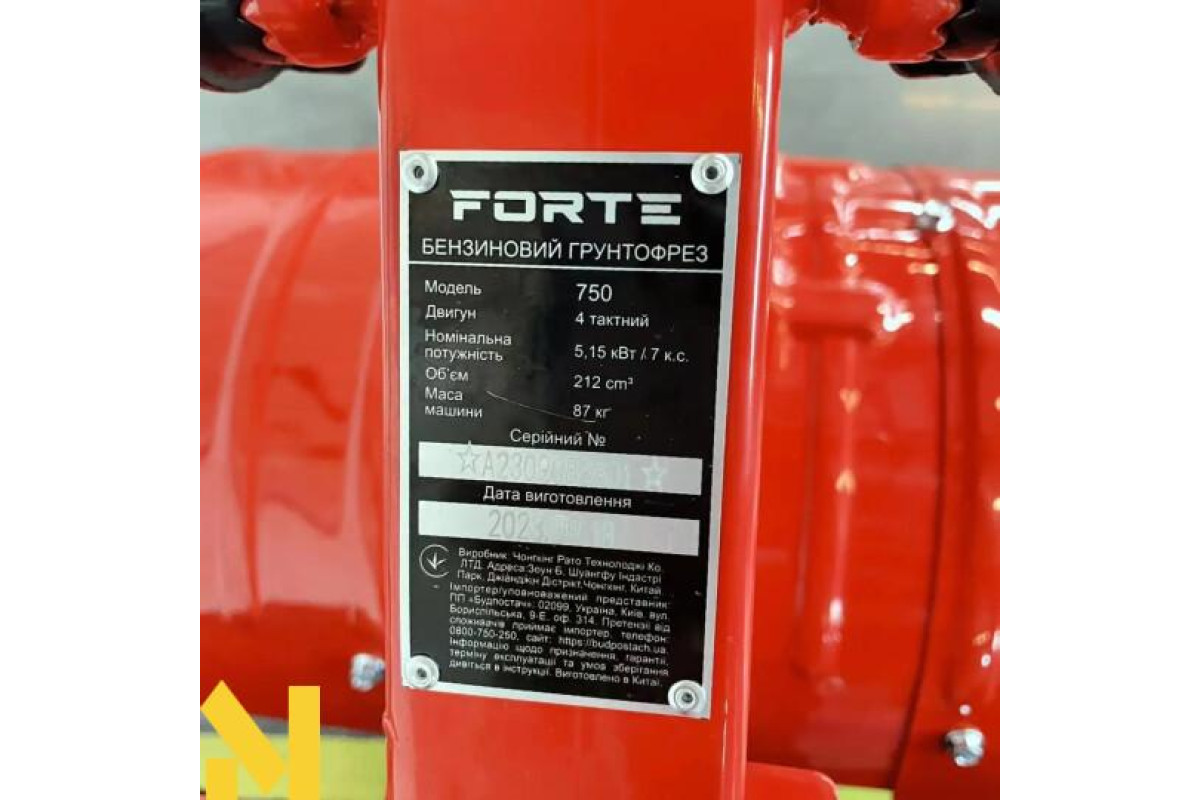 FORTE
БЕНЗИНОВИЙ ГРУНТОФРЕЗ
Модель 750
Двигун 4 тактний
Номінальна
потужність 5,15 кВт / 7 к.с.
Об'єм 212 cm³
Маса
машини 87 кг
Серійний №
Дата виготовлення
Виробник: Чонгкінг Рато Технолоджі Ко.
ЛТД. Адреса:Зоун Б, Шуангфу Індастрі
Парк, Джіанджін Дістрікт,Чонгкінг, Китай.
Імпортер/уповноважений представник:
ПП «Будпостач»: 02099, Україна, Київ, вул.
Бориспільська, 9-Е, оф. 314. Претензії від
споживачів приймає імпортер, телефон:
0800-750-250, сайт: https://budpostach.ua.
Інформацію щодо призначення, гарантії,
терміну експлуатації та умов зберігання
дивіться в інструкції. Виготовлено в Китаї.